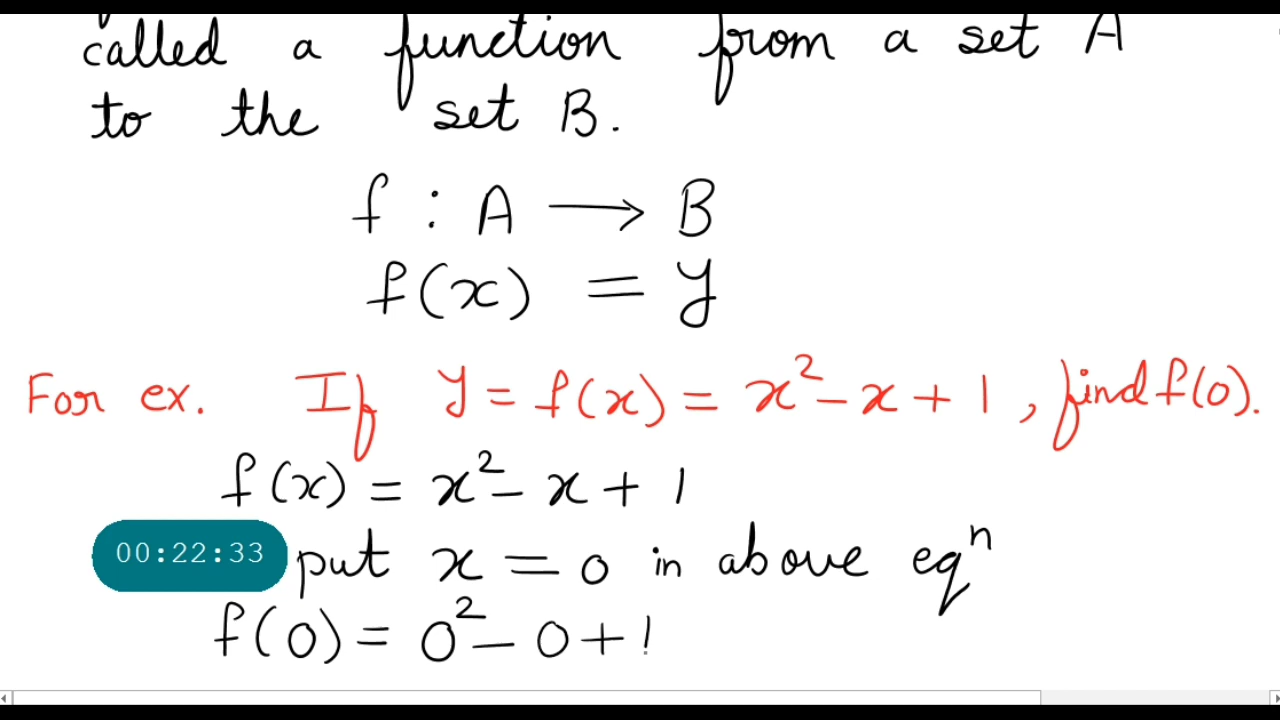 called a function from a set A
to the set B.
f : A ⟶ B
f(x) = y
For ex. If y = f(x) = x² - x + 1, find f(0).
f(x) = x² - x + 1
00:22:33
put x = 0 in above eqⁿ
f(0) = 0² - 0 + 1